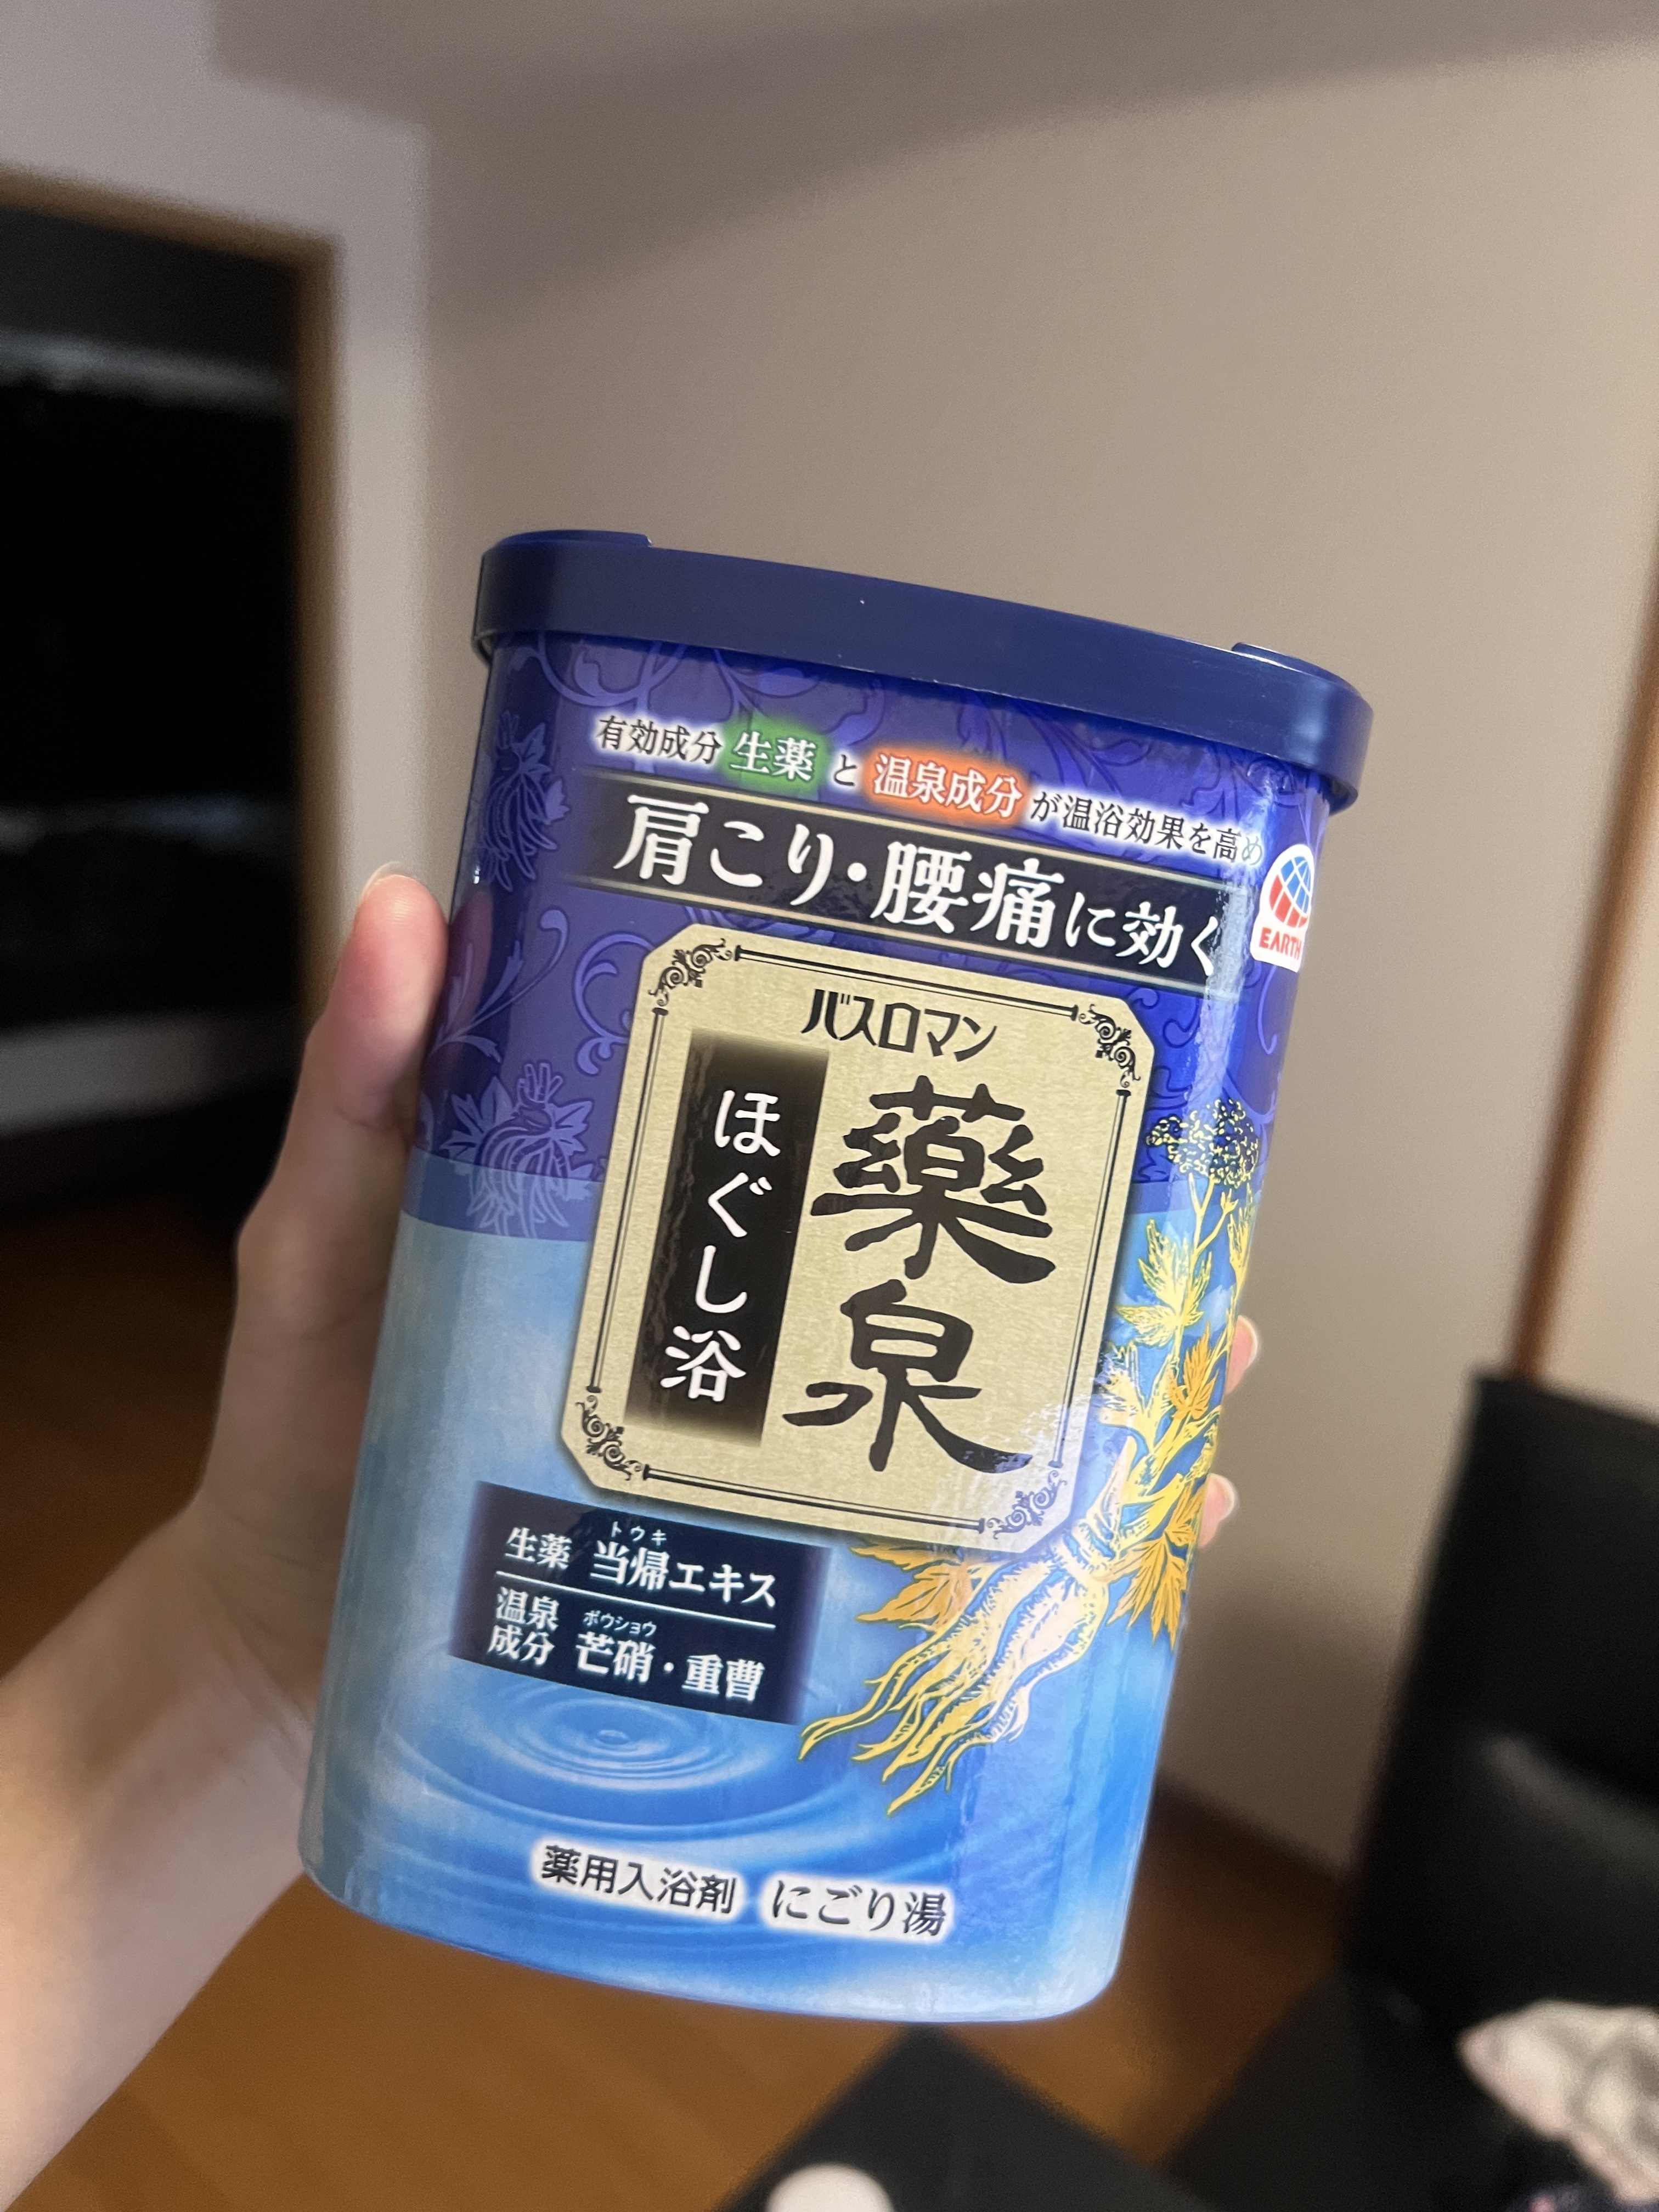 有効成分 生薬 と 温泉成分 が温浴効果を高め
肩こり・腰痛に効く
EARTH
バスロマン
薬泉
ほぐし浴
トウキ
生薬 当帰エキス
ボウショウ
温泉成分 芒硝・重曹
薬用入浴剤 にごり湯